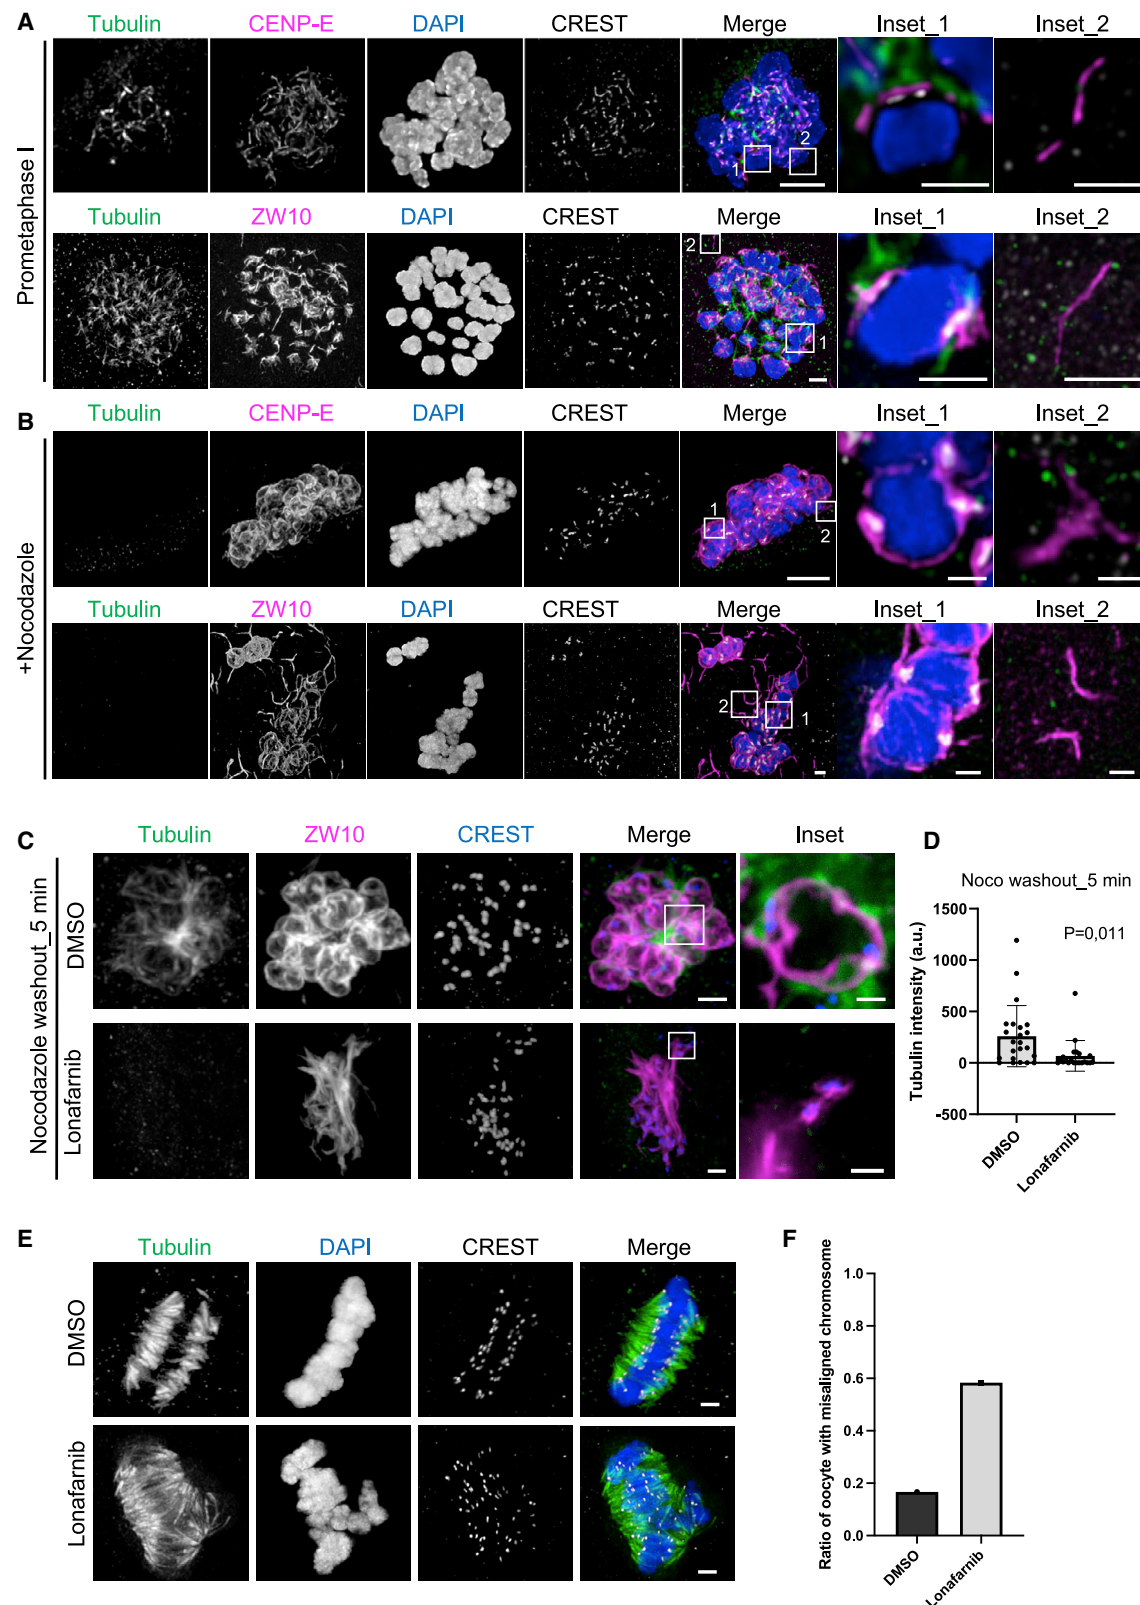 A
Tubulin CENP-E DAPI CREST Merge Inset_1 Inset_2
Prometaphase I
1 2
Tubulin ZW10 DAPI CREST Merge Inset_1 Inset_2
2 1
B
Tubulin CENP-E DAPI CREST Merge Inset_1 Inset_2
+Nocodazole
1 2
Tubulin ZW10 DAPI CREST Merge Inset_1 Inset_2
2 1
C
Tubulin ZW10 CREST Merge Inset
Nocodazole washout_5 min
DMSO
Lonafarnib
D
Noco washout_5 min
P=0,011
Tubulin intensity (a.u.)
1500
1000
500
0
-500
DMSO Lonafarnib
E
Tubulin DAPI CREST Merge
DMSO
Lonafarnib
F
Ratio of oocyte with misaligned chromosome
1.0
0.8
0.6
0.4
0.2
0.0
DMSO Lonafarnib